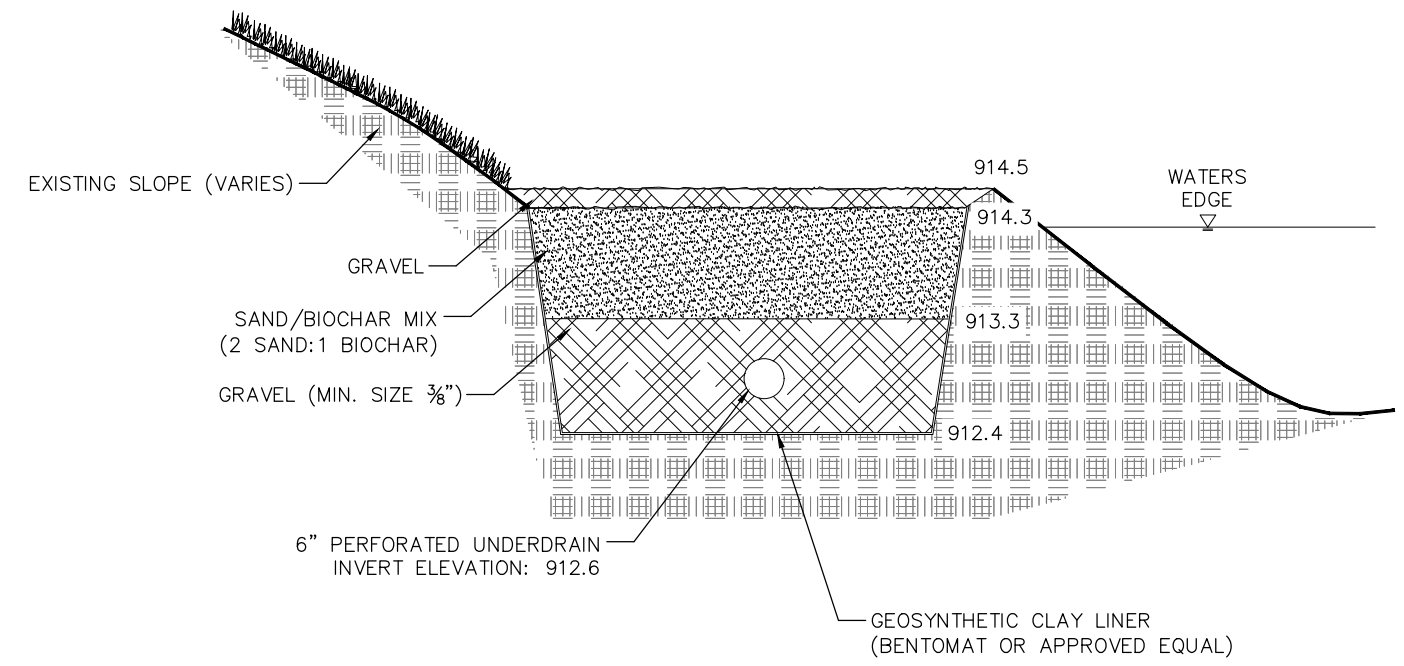 914.5
WATERS
EDGE
EXISTING SLOPE (VARIES)
914.3
GRAVEL
SAND/BIOCHAR MIX
(2 SAND:1 BIOCHAR)
913.3
GRAVEL (MIN. SIZE ⅜")
912.4
6" PERFORATED UNDERDRAIN
INVERT ELEVATION: 912.6
GEOSYNTHETIC CLAY LINER
(BENTOMAT OR APPROVED EQUAL)